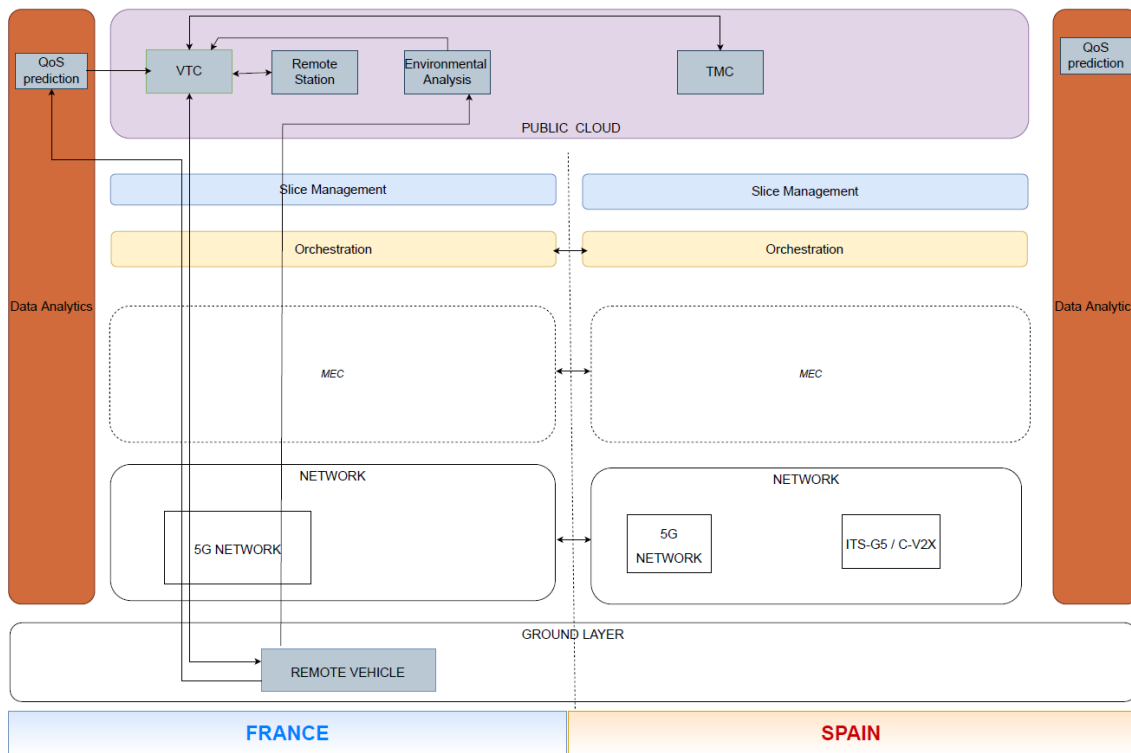 QoS
prediction
VTC
Remote
Station
Environmental
Analysis
TMC
QoS
prediction
PUBLIC CLOUD
Slice Management
Slice Management
Orchestration
Orchestration
Data Analytics
Data Analytic
MEC
MEC
NETWORK
NETWORK
5G NETWORK
5G
NETWORK
ITS-G5 / C-V2X
GROUND LAYER
REMOTE VEHICLE
FRANCE
SPAIN